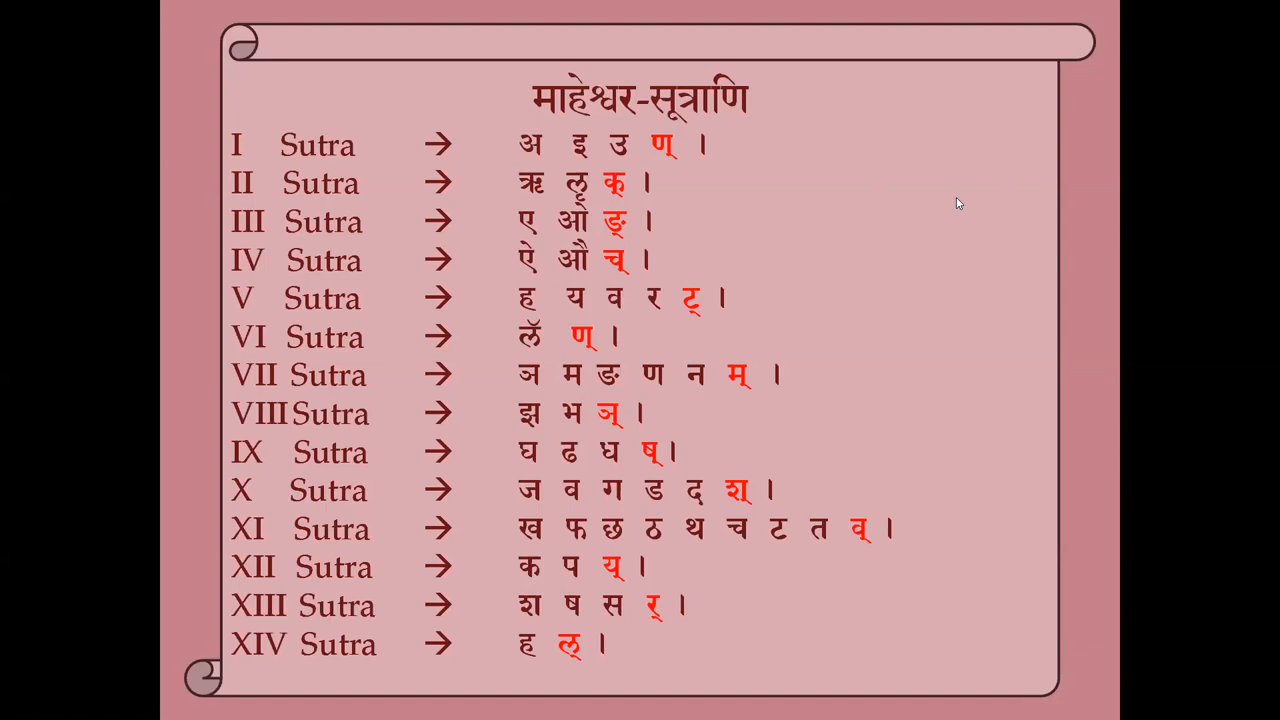 माहेश्वर-सूत्राणि
I Sutra → अ इ उ ण् ।
II Sutra → ऋ लृ क् ।
III Sutra → ए ओ ङ् ।
IV Sutra → ऐ औ च् ।
V Sutra → ह य व र ट् ।
VI Sutra → लॅ ण् ।
VII Sutra → ञ म ङ ण न म् ।
VIII Sutra → झ भ ञ् ।
IX Sutra → घ ढ ध ष् ।
X Sutra → ज व ग ड द श् ।
XI Sutra → ख फ छ ठ थ च ट त व् ।
XII Sutra → क प य् ।
XIII Sutra → श ष स र् ।
XIV Sutra → ह ल् ।